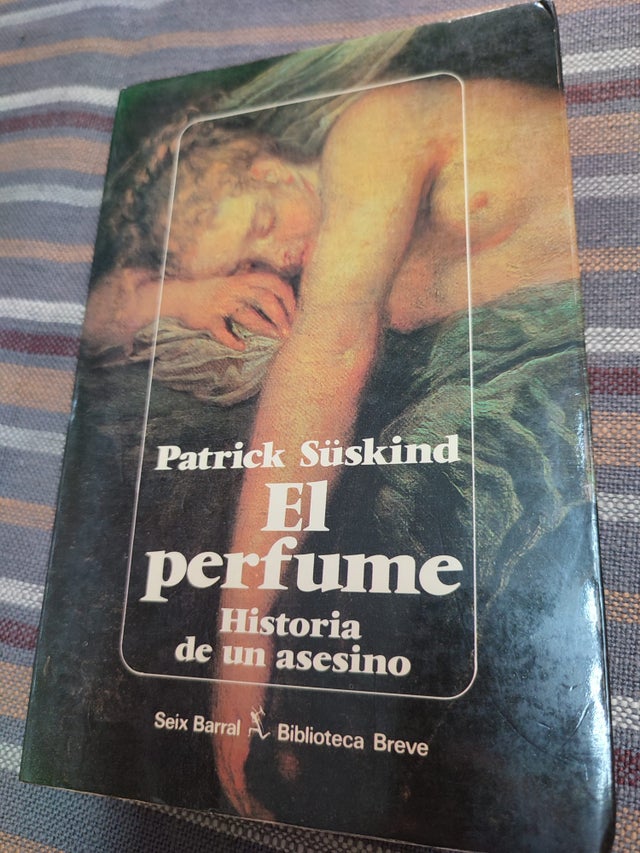 Patrick Süskind
El
perfume
Historia
de un asesino
Seix Barral Biblioteca Breve